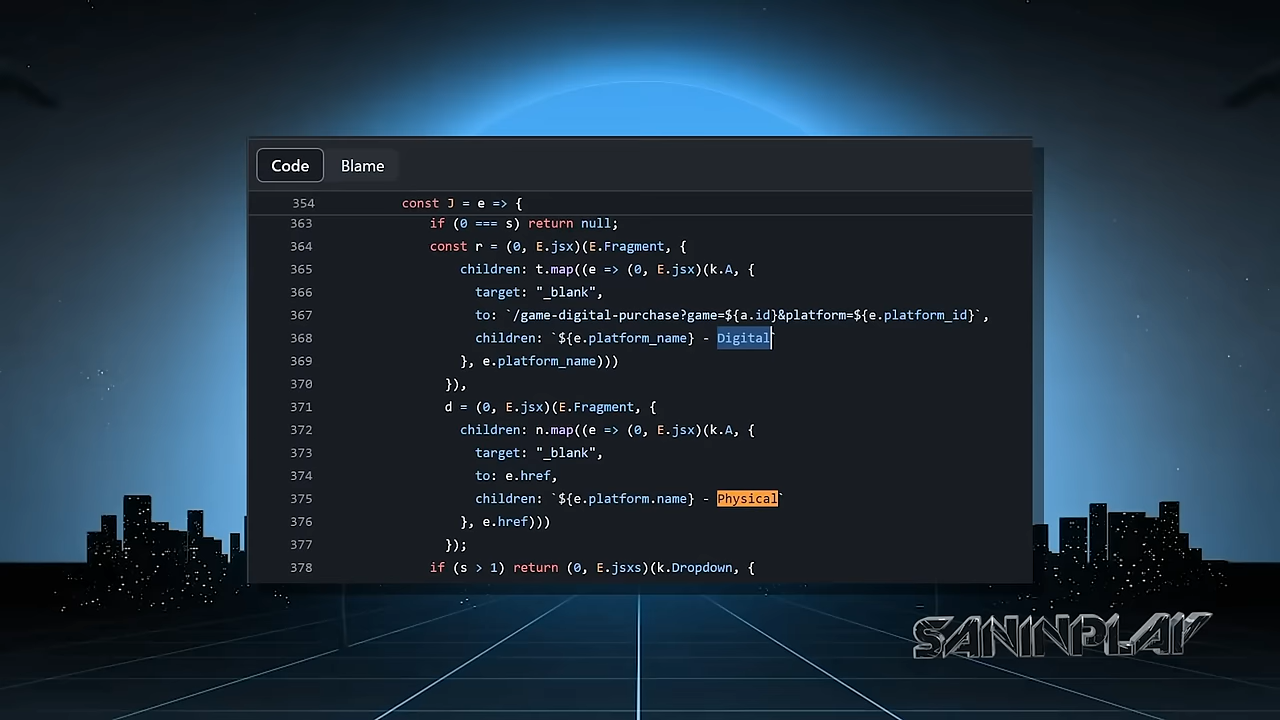 Code Blame
354 const J = e => {
363 if (0 === s) return null;
364 const r = (0, E.jsx)(E.Fragment, {
365 children: t.map((e => (0, E.jsx)(k.A, {
366 target: "_blank",
367 to: `/game-digital-purchase?game=${a.id}&platform=${e.platform_id}`,
368 children: `${e.platform_name} - Digital`
369 }, e.platform_name)))
370 }),
371 d = (0, E.jsx)(E.Fragment, {
372 children: n.map((e => (0, E.jsx)(k.A, {
373 target: "_blank",
374 to: e.href,
375 children: `${e.platform.name} - Physical`
376 }, e.href)))
377 });
378 if (s > 1) return (0, E.jsxs)(k.Dropdown, {
SANINPLAY